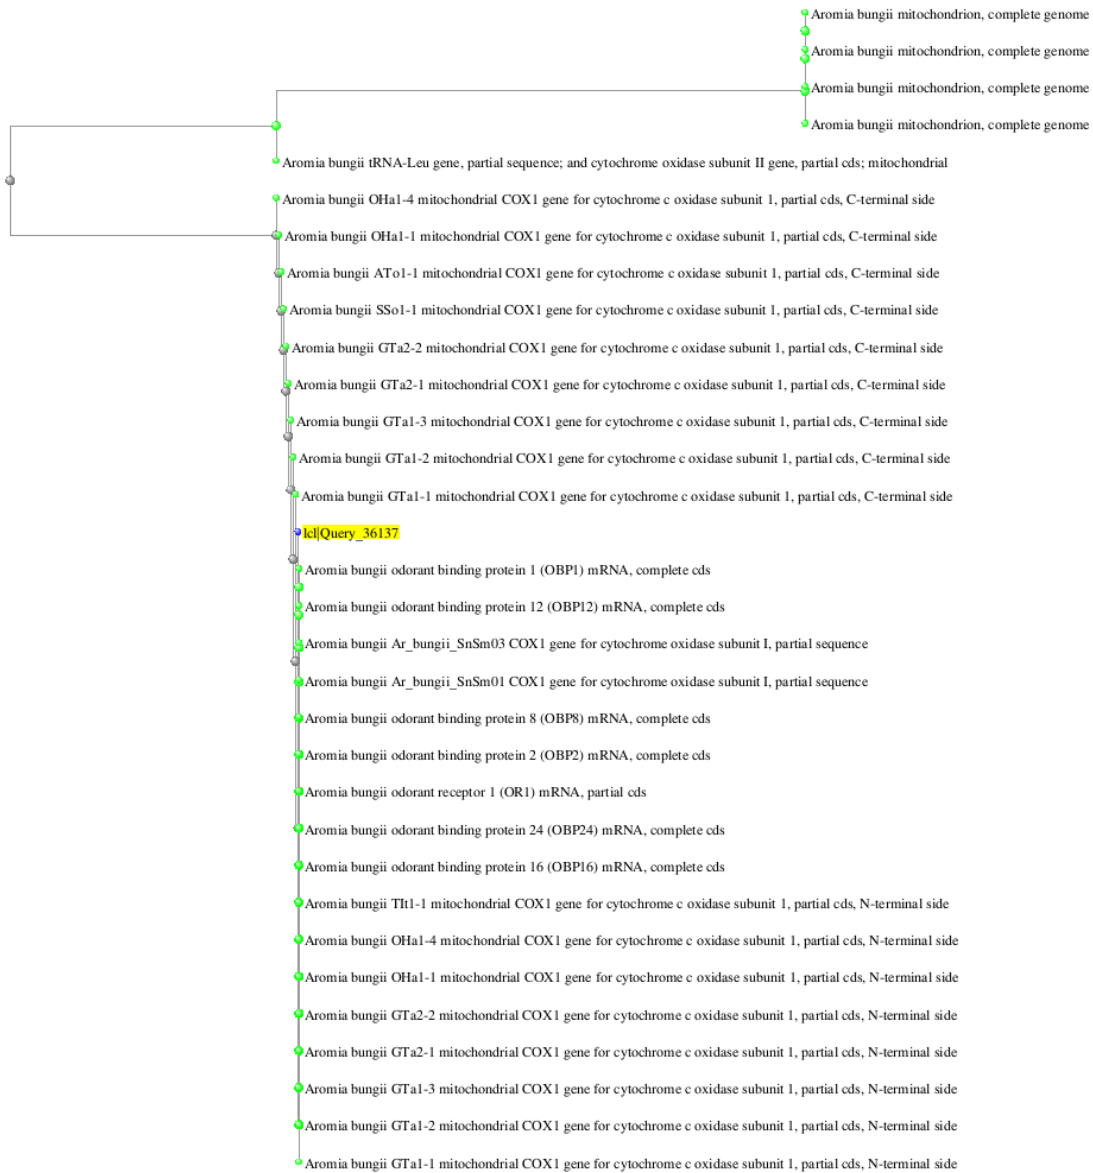 Aromia bungii mitochondrion, complete genome
Aromia bungii mitochondrion, complete genome
Aromia bungii mitochondrion, complete genome
Aromia bungii mitochondrion, complete genome
Aromia bungii tRNA-Leu gene, partial sequence; and cytochrome oxidase subunit II gene, partial cds; mitochondrial
Aromia bungii OHa1-4 mitochondrial COX1 gene for cytochrome c oxidase subunit 1, partial cds, C-terminal side
Aromia bungii OHa1-1 mitochondrial COX1 gene for cytochrome c oxidase subunit 1, partial cds, C-terminal side
Aromia bungii ATo1-1 mitochondrial COX1 gene for cytochrome c oxidase subunit 1, partial cds, C-terminal side
Aromia bungii SSo1-1 mitochondrial COX1 gene for cytochrome c oxidase subunit 1, partial cds, C-terminal side
Aromia bungii GTa2-2 mitochondrial COX1 gene for cytochrome c oxidase subunit 1, partial cds, C-terminal side
Aromia bungii GTa2-1 mitochondrial COX1 gene for cytochrome c oxidase subunit 1, partial cds, C-terminal side
Aromia bungii GTa1-3 mitochondrial COX1 gene for cytochrome c oxidase subunit 1, partial cds, C-terminal side
Aromia bungii GTa1-2 mitochondrial COX1 gene for cytochrome c oxidase subunit 1, partial cds, C-terminal side
Aromia bungii GTa1-1 mitochondrial COX1 gene for cytochrome c oxidase subunit 1, partial cds, C-terminal side
lcl|Query_36137
Aromia bungii odorant binding protein 1 (OBP1) mRNA, complete cds
Aromia bungii odorant binding protein 12 (OBP12) mRNA, complete cds
Aromia bungii Ar_bungii_SnSm03 COX1 gene for cytochrome oxidase subunit I, partial sequence
Aromia bungii Ar_bungii_SnSm01 COX1 gene for cytochrome oxidase subunit I, partial sequence
Aromia bungii odorant binding protein 8 (OBP8) mRNA, complete cds
Aromia bungii odorant binding protein 2 (OBP2) mRNA, complete cds
Aromia bungii odorant receptor 1 (OR1) mRNA, partial cds
Aromia bungii odorant binding protein 24 (OBP24) mRNA, complete cds
Aromia bungii odorant binding protein 16 (OBP16) mRNA, complete cds
Aromia bungii TIt1-1 mitochondrial COX1 gene for cytochrome c oxidase subunit 1, partial cds, N-terminal side
Aromia bungii OHa1-4 mitochondrial COX1 gene for cytochrome c oxidase subunit 1, partial cds, N-terminal side
Aromia bungii OHa1-1 mitochondrial COX1 gene for cytochrome c oxidase subunit 1, partial cds, N-terminal side
Aromia bungii GTa2-2 mitochondrial COX1 gene for cytochrome c oxidase subunit 1, partial cds, N-terminal side
Aromia bungii GTa2-1 mitochondrial COX1 gene for cytochrome c oxidase subunit 1, partial cds, N-terminal side
Aromia bungii GTa1-3 mitochondrial COX1 gene for cytochrome c oxidase subunit 1, partial cds, N-terminal side
Aromia bungii GTa1-2 mitochondrial COX1 gene for cytochrome c oxidase subunit 1, partial cds, N-terminal side
Aromia bungii GTa1-1 mitochondrial COX1 gene for cytochrome c oxidase subunit 1, partial cds, N-terminal side